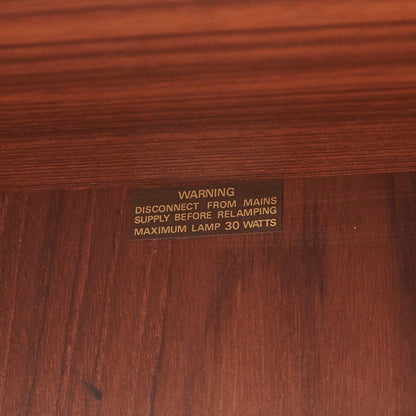 WARNING
DISCONNECT FROM MAINS
SUPPLY BEFORE RELAMPING
MAXIMUM LAMP 30 WATTS